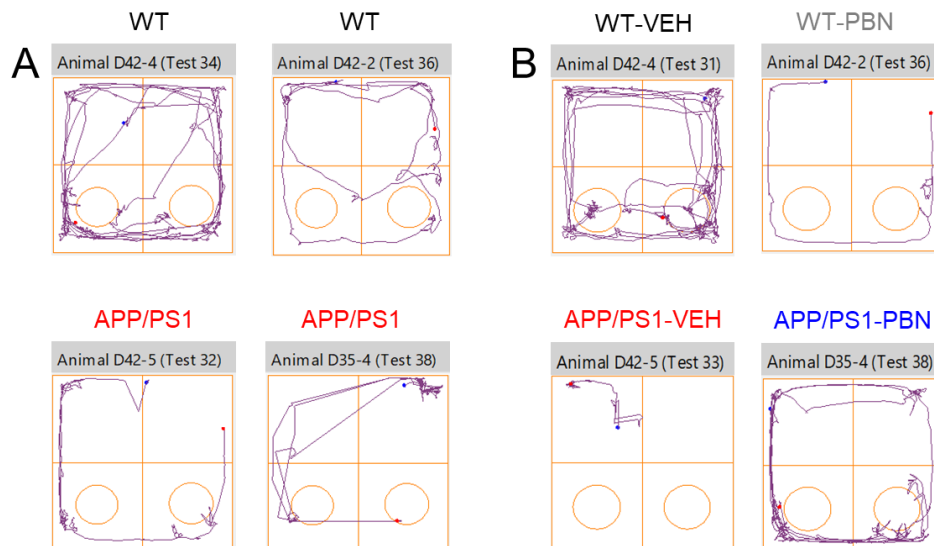 WT
WT
WT-VEH
WT-PBN
A
Animal D42-4 (Test 34)
Animal D42-2 (Test 36)
B
Animal D42-4 (Test 31)
Animal D42-2 (Test 36)
APP/PS1
APP/PS1
APP/PS1-VEH
APP/PS1-PBN
Animal D42-5 (Test 32)
Animal D35-4 (Test 38)
Animal D42-5 (Test 33)
Animal D35-4 (Test 38)